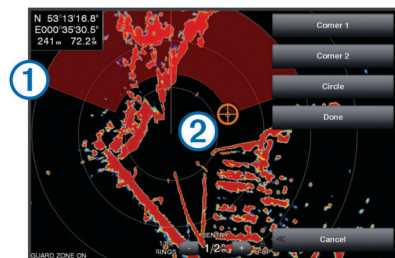 N 53°13'16.8"
E000°35'30.5"
241m 72.2
Corner 1
Corner 2
Circle
Done
1
2
SENTRY
RINGS
- 1/2 +
Cancel
GUARD ZONE ON